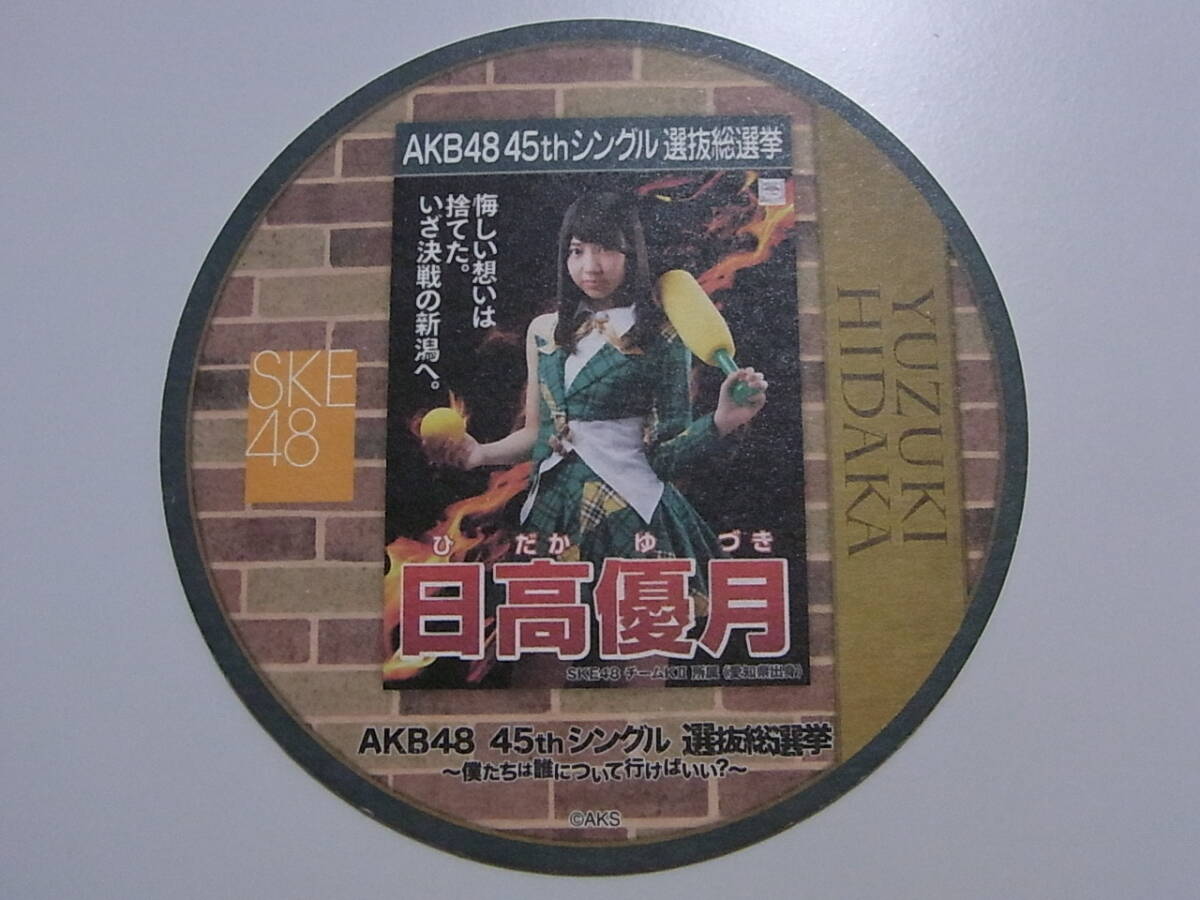 AKB48 45thシングル 選抜総選挙
悔しい想いは
捨てた。
いざ決戦の新潟へ。
SKE
48
YUZUKI
HIDAKA
ひ だか ゆ づき
日高優月
SKE48 チームKII 所属 (愛知県出身)
AKB48 45thシングル 選抜総選挙
~僕たちは誰について行けばいい?~
©AKS